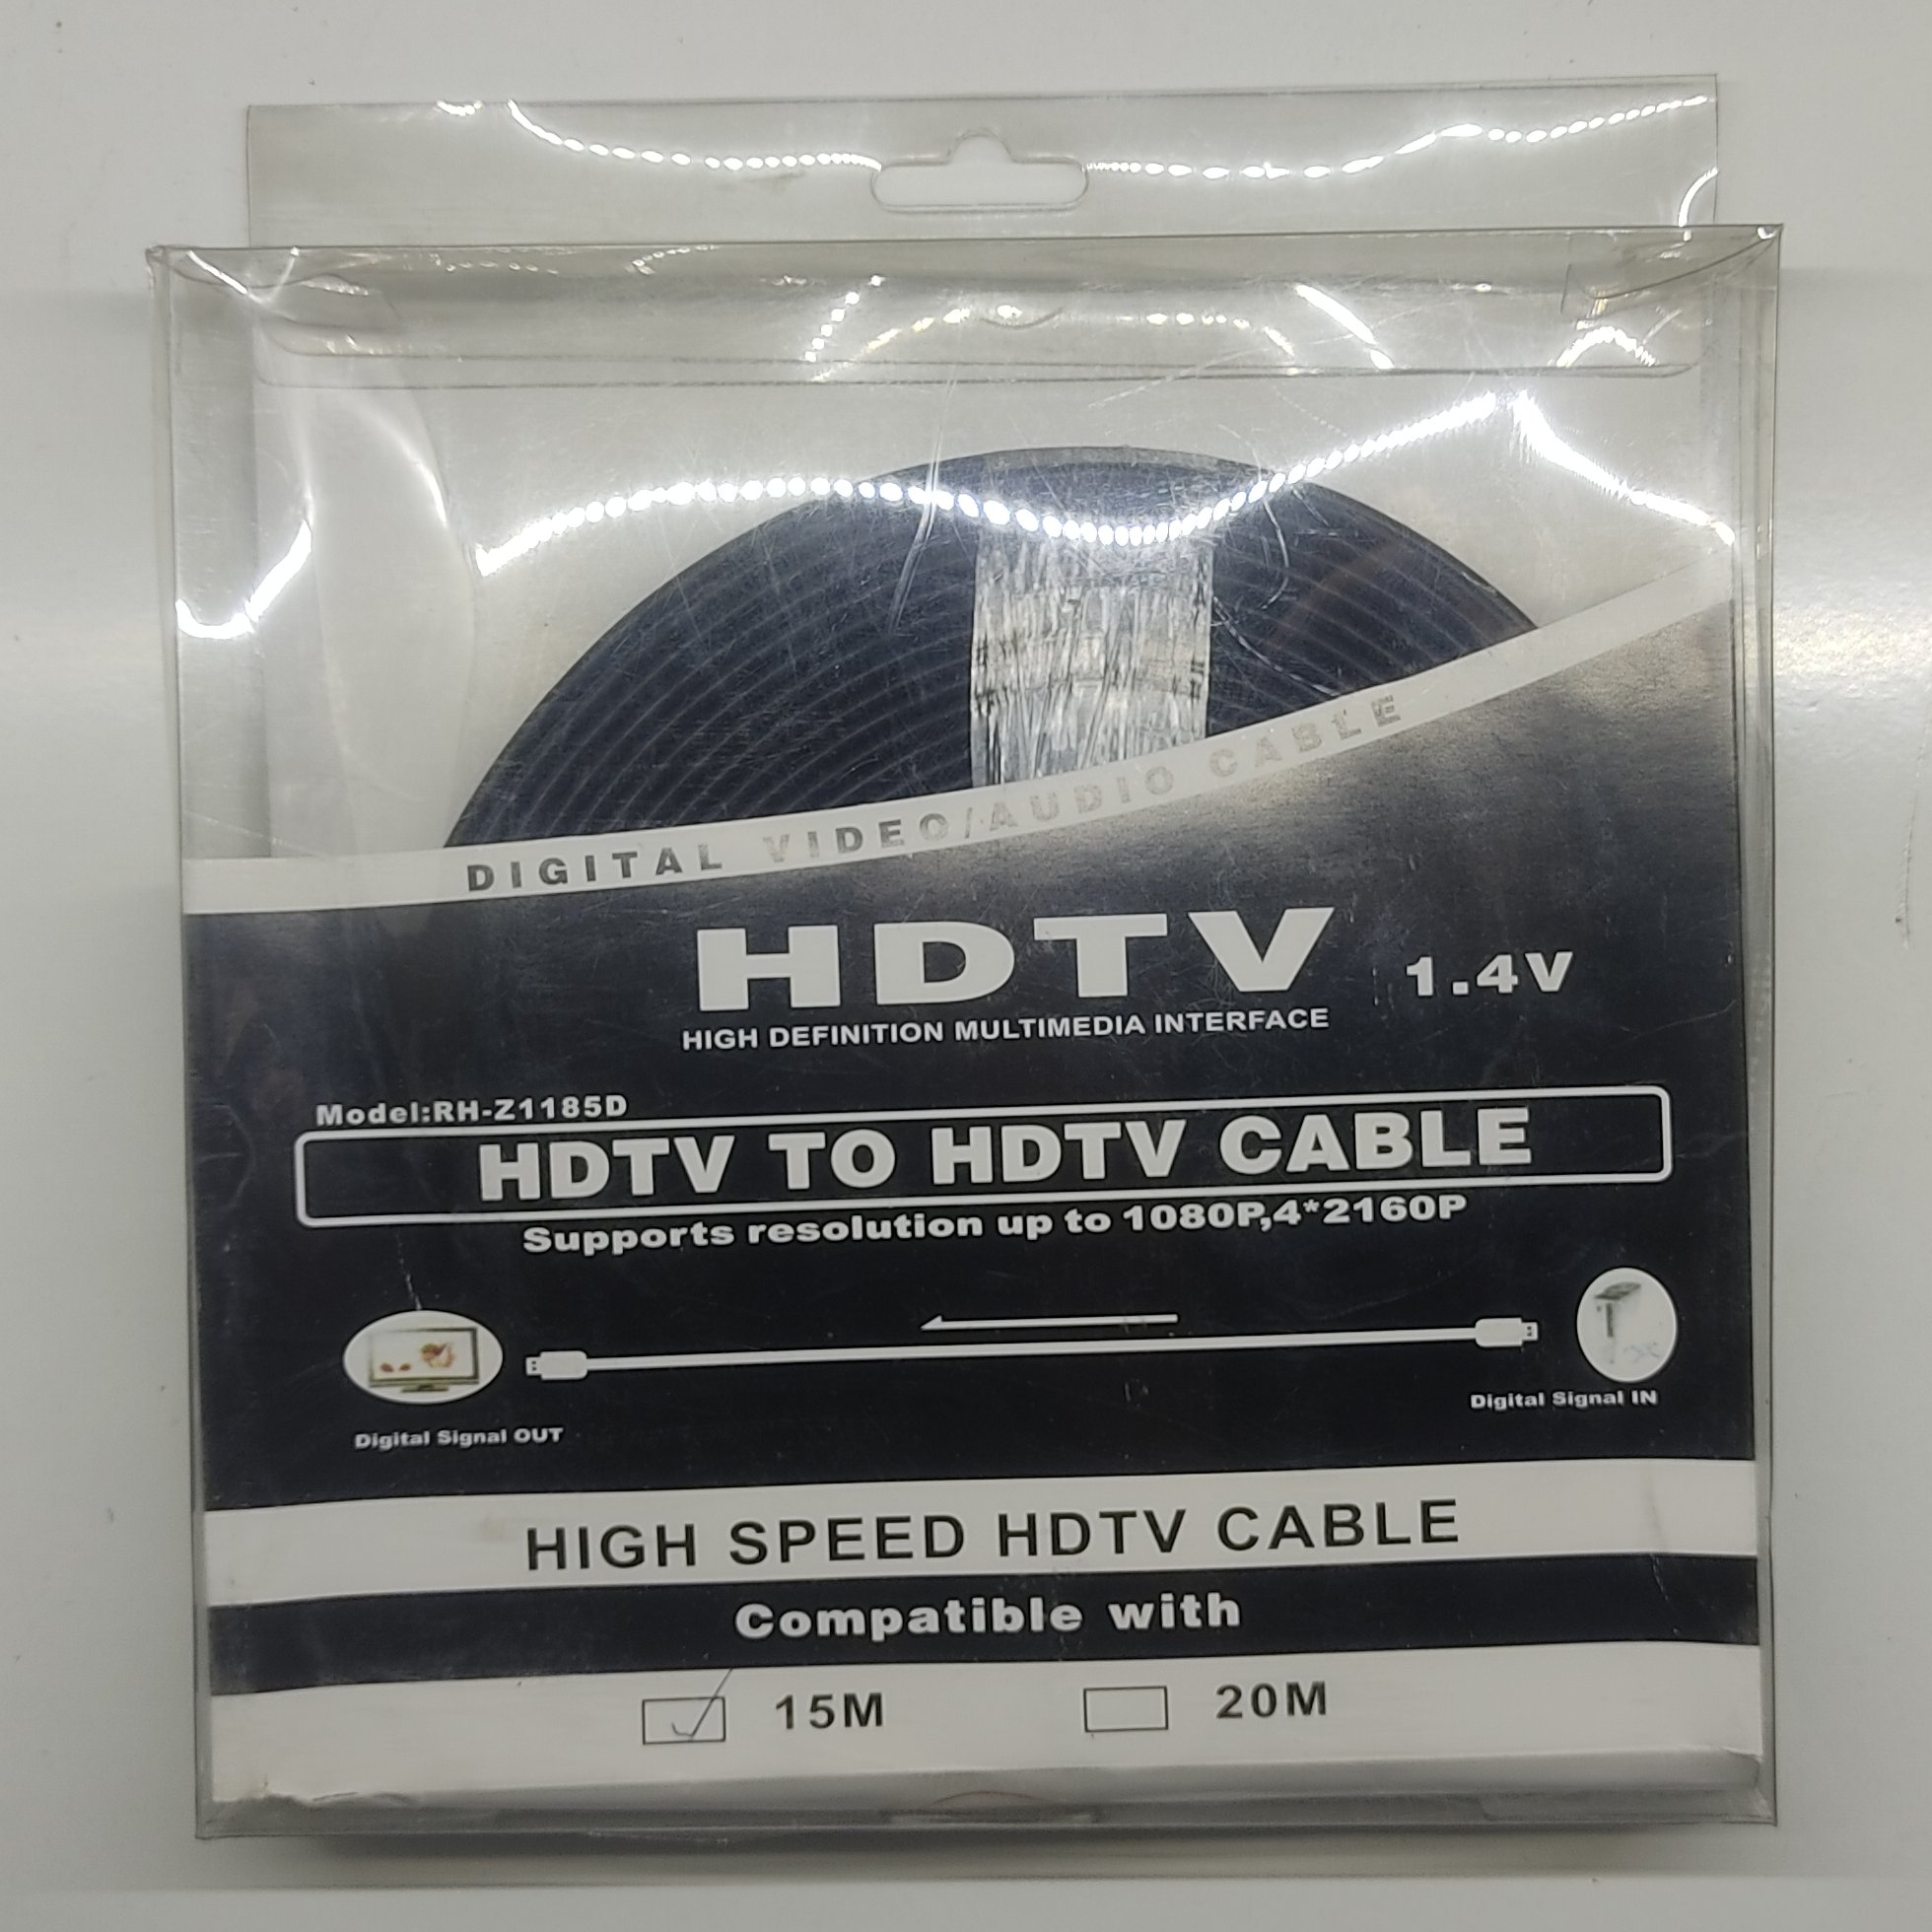 DIGITAL VIDEO/AUDIO CABLE
HDTV 1.4V
HIGH DEFINITION MULTIMEDIA INTERFACE
Model:RH-Z1185D
HDTV TO HDTV CABLE
Supports resolution up to 1080P,4*2160P
Digital Signal IN
Digital Signal OUT
HIGH SPEED HDTV CABLE
Compatible with
15M 20M